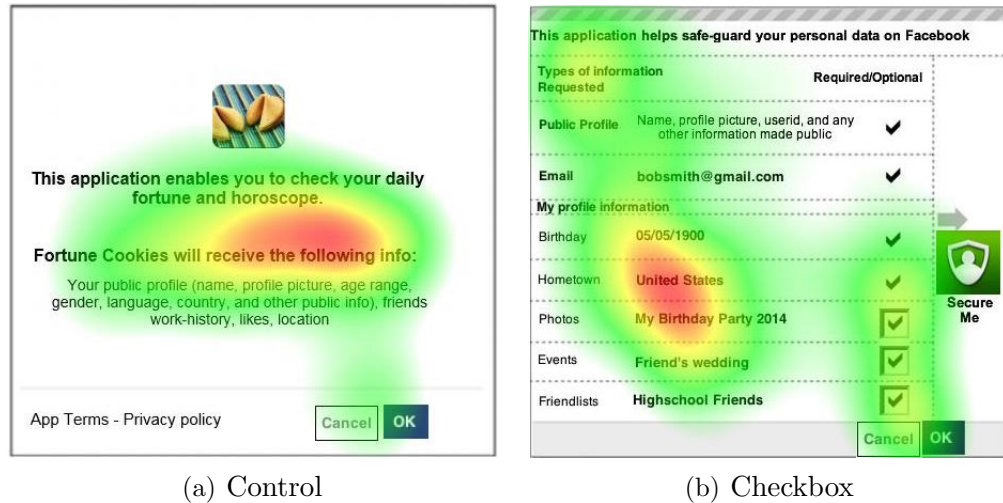 This application enables you to check your daily
fortune and horoscope.
Fortune Cookies will receive the following info:
Your public profile (name, profile picture, age range,
gender, language, country, and other public info), friends
work-history, likes, location
App Terms - Privacy policy
Cancel OK
(a) Control
This application helps safe-guard your personal data on Facebook
Types of information
Requested
Required/Optional
Public Profile
Name, profile picture, userid, and any
other information made public
Email bobsmith@gmail.com
My profile information
Birthday 05/05/1900
Hometown United States
Photos My Birthday Party 2014
Events Friend's wedding
Friendlists Highschool Friends
Secure
Me
Cancel OK
(b) Checkbox